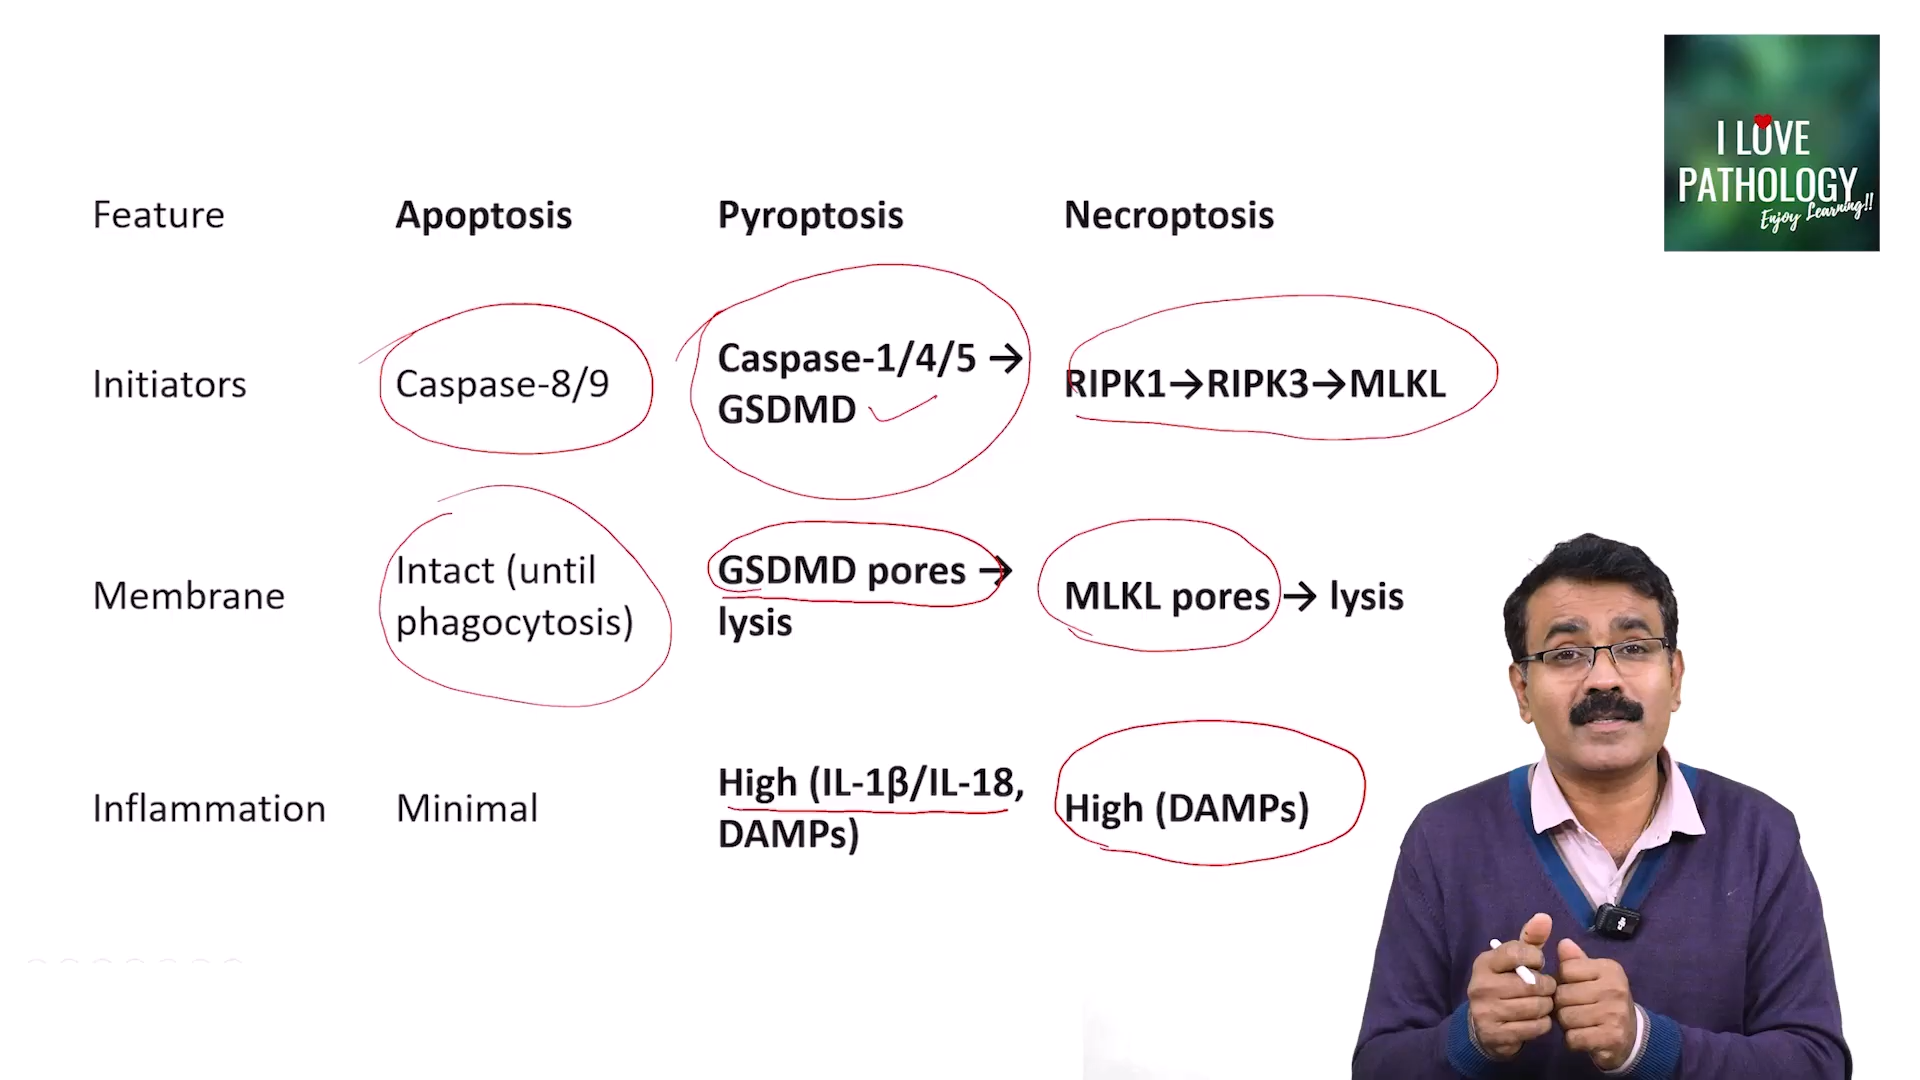 I LOVE
PATHOLOGY
Enjoy Learning!!
Feature Apoptosis Pyroptosis Necroptosis
Initiators Caspase-8/9 Caspase-1/4/5 → GSDMD RIPK1→RIPK3→MLKL
Membrane Intact (until phagocytosis) GSDMD pores → lysis MLKL pores → lysis
Inflammation Minimal High (IL-1β/IL-18, DAMPs) High (DAMPs)